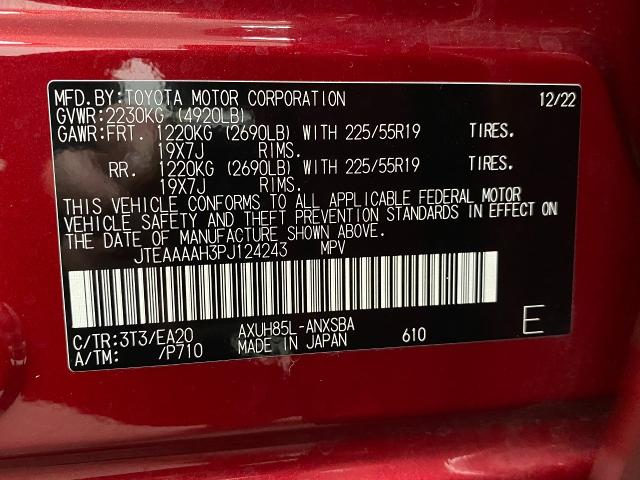 MFD.BY:TOYOTA MOTOR CORPORATION 12/22
GVWR:2230KG (4920LB)
GAWR:FRT. 1220KG (2690LB) WITH 225/55R19 TIRES.
19X7J RIMS.
RR. 1220KG (2690LB) WITH 225/55R19 TIRES.
19X7J RIMS.
THIS VEHICLE CONFORMS TO ALL APPLICABLE FEDERAL MOTOR
VEHICLE SAFETY AND THEFT PREVENTION STANDARDS IN EFFECT ON
THE DATE OF MANUFACTURE SHOWN ABOVE.
JTEAAAAH3PJ124243 MPV
C/TR:3T3/EA20 AXUH85L-ANXSBA 610 E
A/TM: /P710 MADE IN JAPAN